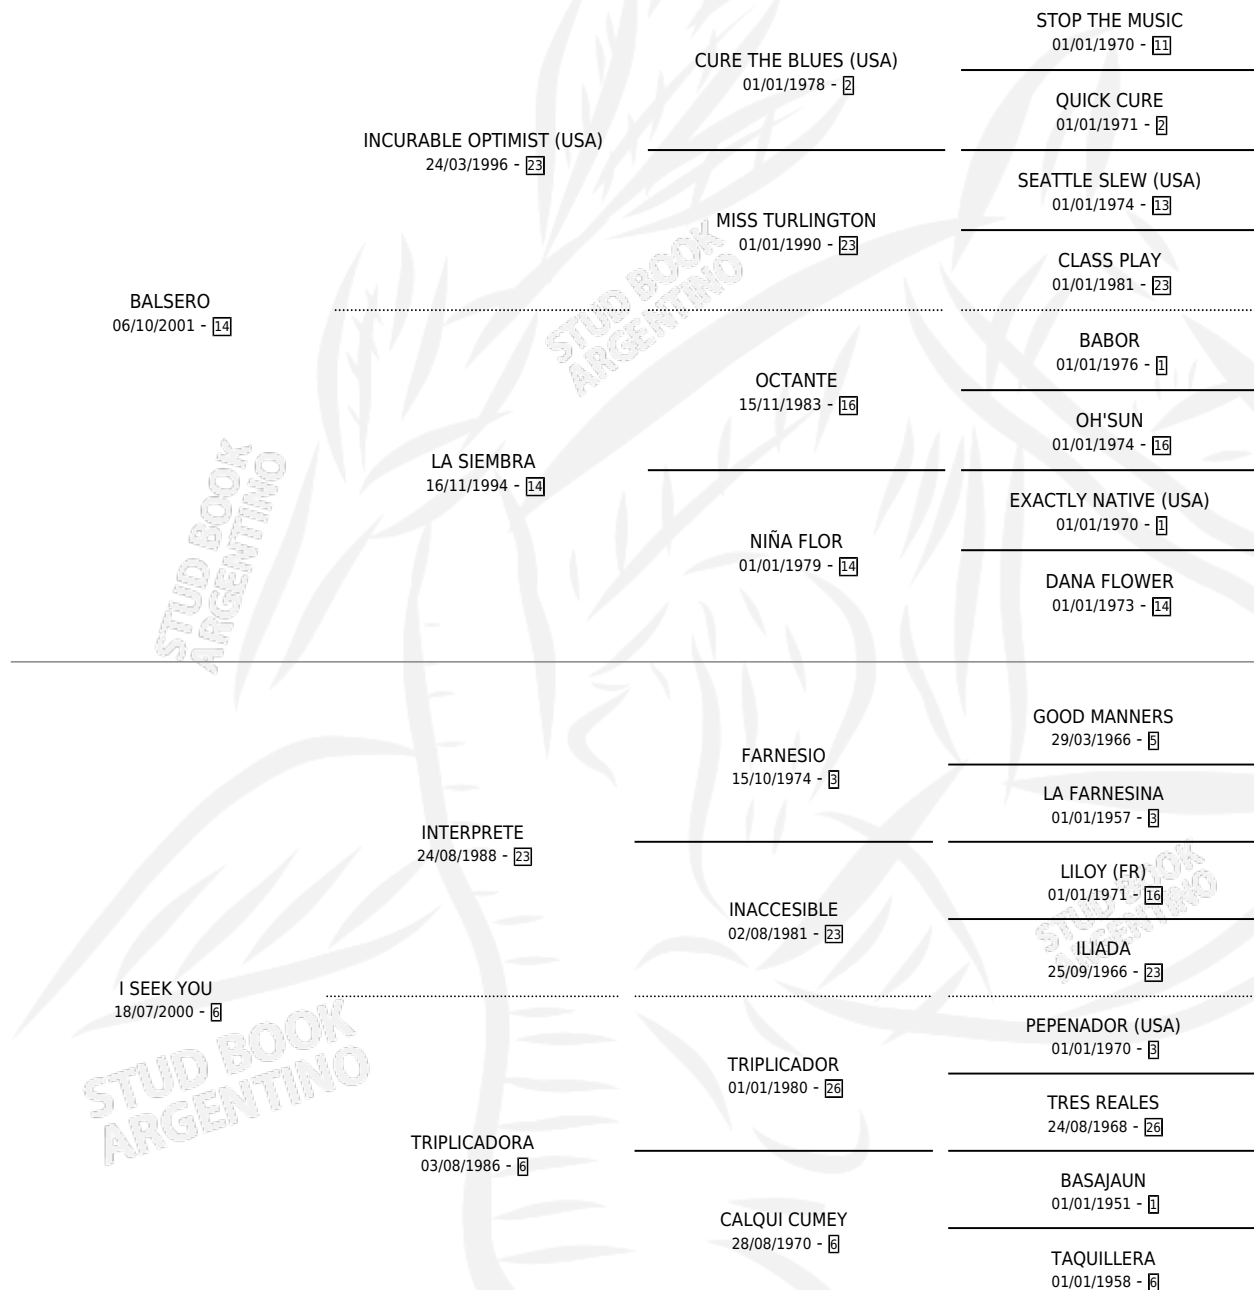 STOP THE MUSIC
01/01/1970 - 11
CURE THE BLUES (USA)
01/01/1978 - 2
QUICK CURE
01/01/1971 - 2
INCURABLE OPTIMIST (USA)
24/03/1996 - 23
SEATTLE SLEW (USA)
01/01/1974 - 13
MISS TURLINGTON
01/01/1990 - 23
CLASS PLAY
01/01/1981 - 23
BALSERO
06/10/2001 - 14
BABOR
01/01/1976 - 1
OCTANTE
15/11/1983 - 16
OH'SUN
01/01/1974 - 16
LA SIEMBRA
16/11/1994 - 14
EXACTLY NATIVE (USA)
01/01/1970 - 1
NIÑA FLOR
01/01/1979 - 14
DANA FLOWER
01/01/1973 - 14
STUD BOOK
ARGENTINO
STUD BOOK
ARGENTINO
GOOD MANNERS
29/03/1966 - 5
FARNESIO
15/10/1974 - 3
LA FARNESINA
01/01/1957 - 3
INTERPRETE
24/08/1988 - 23
LILOY (FR)
01/01/1971 - 16
INACCESIBLE
02/08/1981 - 23
ILIADA
25/09/1966 - 23
STUD BOOK
ARGENTINO
I SEEK YOU
18/07/2000 - 6
PEPENADOR (USA)
01/01/1970 - 3
TRIPLICADOR
01/01/1980 - 26
TRES REALES
24/08/1968 - 26
STUD BOOK
ARGENTINO
TRIPLICADORA
03/08/1986 - 6
BASAJAUN
01/01/1951 - 1
CALQUI CUMEY
28/08/1970 - 6
TAQUILLERA
01/01/1958 - 6